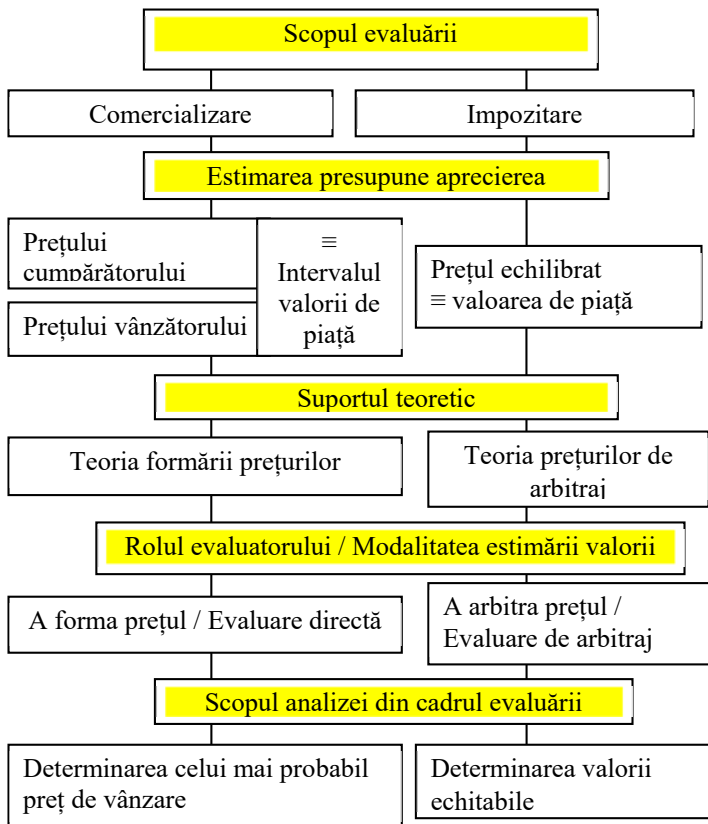 Scopul evaluării
Comercializare
Impozitare
Estimarea presupune aprecierea
Prețului
cumpărătorului
Prețului vânzătorului
≡
Intervalul
valorii de
piață
Prețul echilibrat
≡ valoarea de piață
Suportul teoretic
Teoria formării prețurilor
Teoria prețurilor de
arbitraj
Rolul evaluatorului / Modalitatea estimării valorii
A forma prețul / Evaluare directă
A arbitra prețul /
Evaluare de arbitraj
Scopul analizei din cadrul evaluării
Determinarea celui mai probabil
preț de vânzare
Determinarea valorii
echitabile